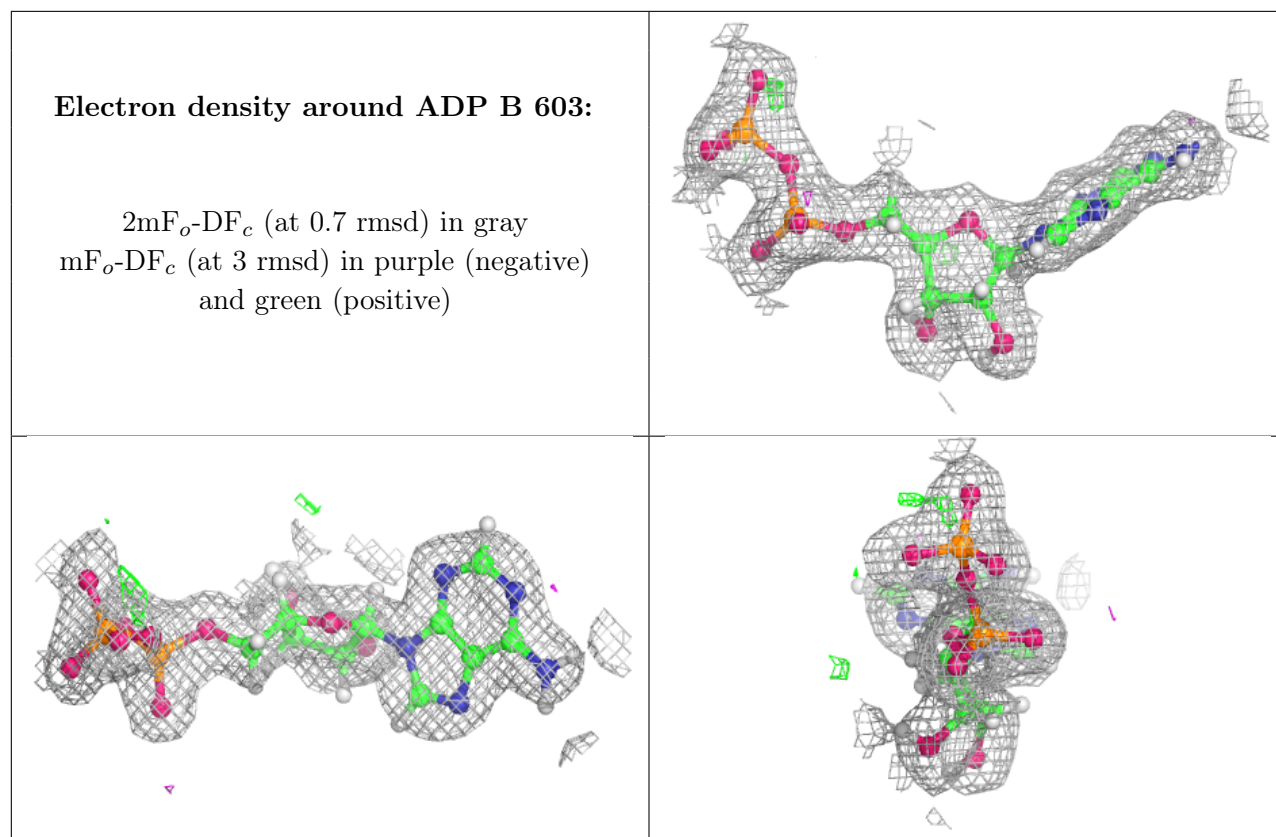 Electron density around ADP B 603:
2mFo-DFc (at 0.7 rmsd) in gray
mFo-DFc (at 3 rmsd) in purple (negative)
and green (positive)